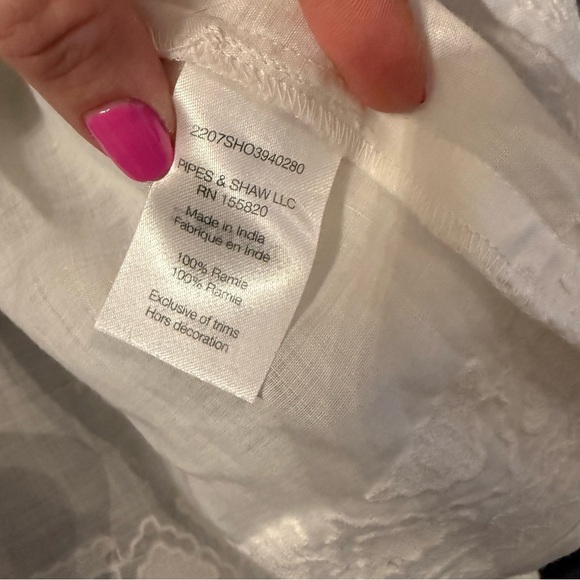 2207SHO3940280
PIPES & SHAW LLC
RN 155820
Made in India
Fabriqué en Inde
100% Ramie
100% Ramie
Exclusive of trims
Hors décoration